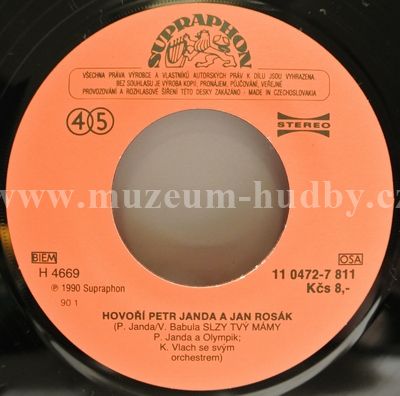 SUPRAPHON
VŠECHNA PRÁVA VÝROBCE A VLASTNÍKŮ AUTORSKÝCH PRÁV K DÍLU JSOU VYHRAZENA.
BEZ SOUHLASU JE VÝROBA KOPIÍ, PRONÁJEM, PŮJČOVÁNÍ, VEŘEJNÉ
PROVOZOVÁNÍ A ROZHLASOVÉ ŠÍŘENÍ TÉTO DESKY ZAKÁZÁNO - MADE IN CZECHOSLOVAKIA
45
STEREO
www.muzeum-hudby.cz
BIEM
OSA
H 4669
11 0472-7 811
Ⓟ 1990 Supraphon
Kčs 8,-
90 1
HOVOŘÍ PETR JANDA A JAN ROSÁK
(P. Janda/V. Babula SLZY TVÝ MÁMY
P. Janda a Olympik;
K. Vlach se svým
orchestrem)